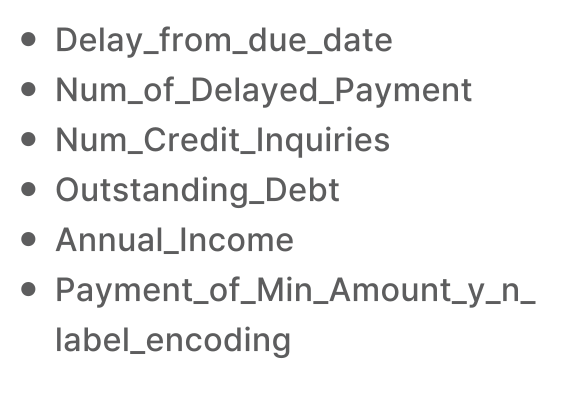 • Delay_from_due_date
• Num_of_Delayed_Payment
• Num_Credit_Inquiries
• Outstanding_Debt
• Annual_Income
• Payment_of_Min_Amount_y_n_
label_encoding